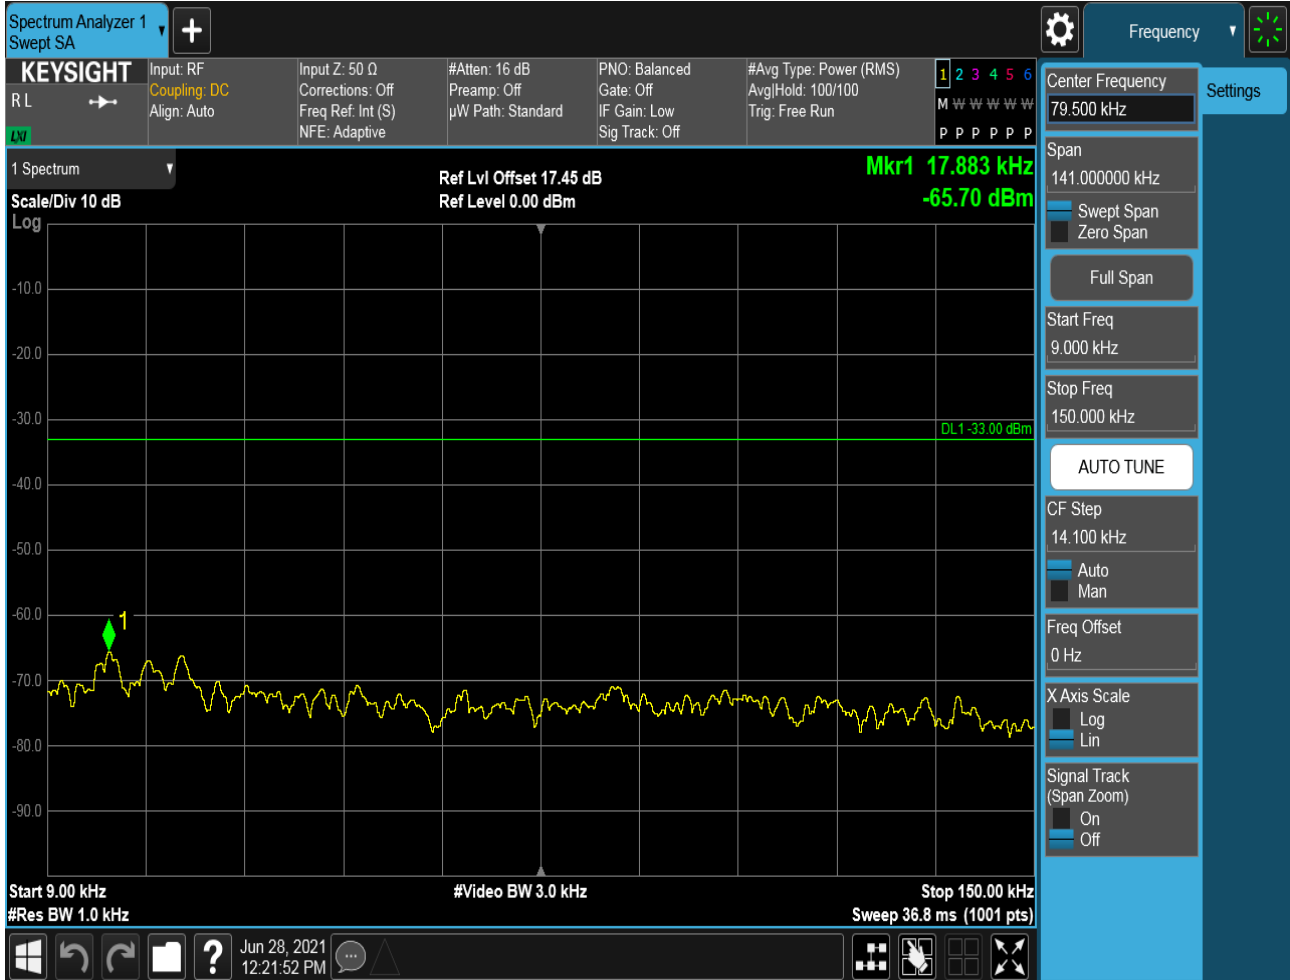 Spectrum Analyzer 1
Swept SA
Frequency
KEYSIGHT
R L
LXI
Input: RF
Coupling: DC
Align: Auto
Input Z: 50 Ω
Corrections: Off
Freq Ref: Int (S)
NFE: Adaptive
#Atten: 16 dB
Preamp: Off
µW Path: Standard
PNO: Balanced
Gate: Off
IF Gain: Low
Sig Track: Off
#Avg Type: Power (RMS)
Avg|Hold: 100/100
Trig: Free Run
1 2 3 4 5 6
M W W W W W
P P P P P P
1 Spectrum
Scale/Div 10 dB
Log
Ref Lvl Offset 17.45 dB
Ref Level 0.00 dBm
Mkr1 17.883 kHz
-65.70 dBm
-10.0
-20.0
-30.0
DL1 -33.00 dBm
-40.0
-50.0
-60.0
1
-70.0
-80.0
-90.0
Start 9.00 kHz
#Video BW 3.0 kHz
Stop 150.00 kHz
#Res BW 1.0 kHz
Sweep 36.8 ms (1001 pts)
?
Jun 28, 2021
12:21:52 PM
Center Frequency
79.500 kHz
Settings
Span
141.000000 kHz
Swept Span
Zero Span
Full Span
Start Freq
9.000 kHz
Stop Freq
150.000 kHz
AUTO TUNE
CF Step
14.100 kHz
Auto
Man
Freq Offset
0 Hz
X Axis Scale
Log
Lin
Signal Track
(Span Zoom)
On
Off